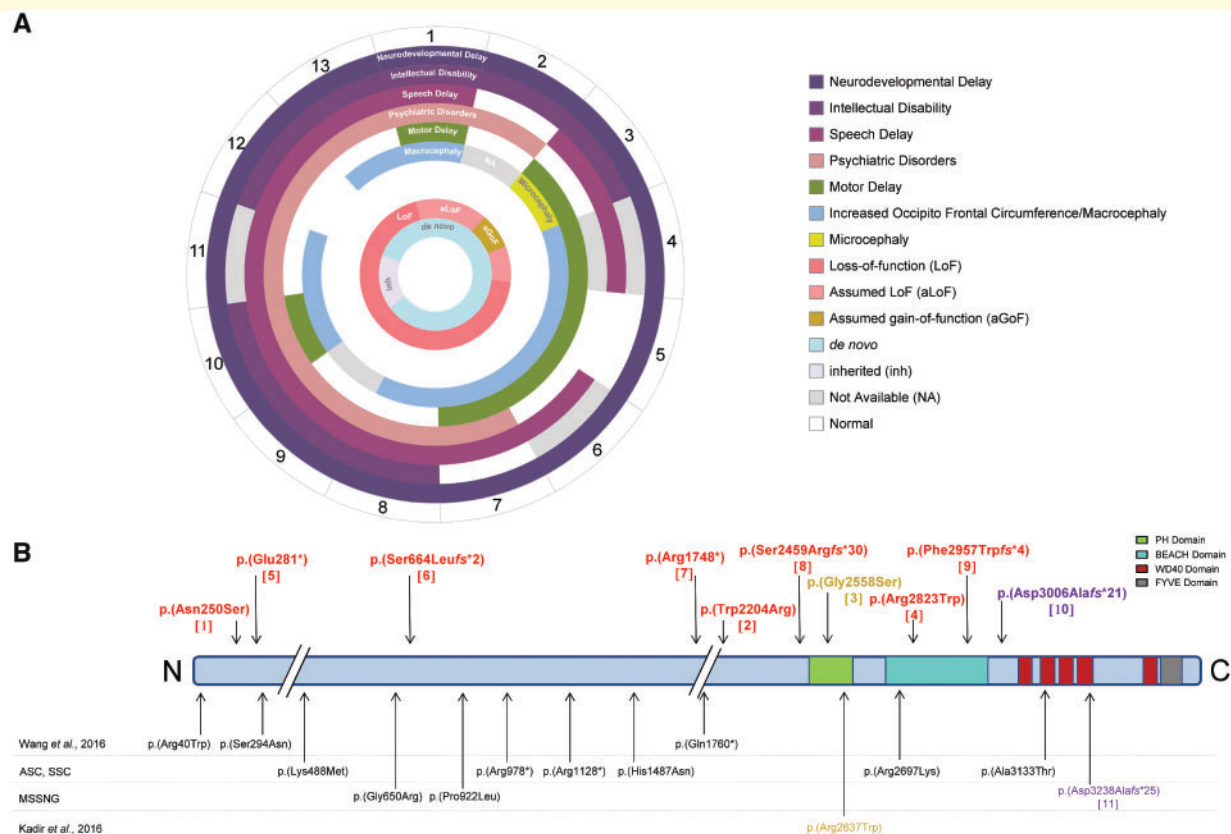 A
1
2
3
4
5
6
7
8
9
10
11
12
13
Neurodevelopmental Delay
Intellectual Disability
Speech Delay
Psychiatric Disorders
Motor Delay
Macrocephaly
NA
Microcephaly
LoF
aLoF
aGoF
de novo
Inh
Neurodevelopmental Delay
Intellectual Disability
Speech Delay
Psychiatric Disorders
Motor Delay
Increased Occipito Frontal Circumference/Macrocephaly
Microcephaly
Loss-of-function (LoF)
Assumed LoF (aLoF)
Assumed gain-of-function (aGoF)
de novo
inherited (inh)
Not Available (NA)
Normal
B
p.(Asn250Ser)
[1]
p.(Glu281*)
[5]
p.(Ser664Leufs*2)
[6]
p.(Arg1748*)
[7]
p.(Trp2204Arg)
[2]
p.(Ser2459Argfs*30)
[8]
p.(Gly2558Ser)
[3]
p.(Arg2823Trp)
[4]
p.(Phe2957Trpfs*4)
[9]
p.(Asp3006Alafs*21)
[10]
PH Domain
BEACH Domain
WD40 Domain
FYVE Domain
N
C
Wang et al., 2016
p.(Arg40Trp)
p.(Ser294Asn)
p.(Gln1760*)
ASC, SSC
p.(Lys488Met)
p.(Arg978*)
p.(Arg1128*)
p.(His1487Asn)
p.(Arg2697Lys)
p.(Ala3133Thr)
MSSNG
p.(Gly650Arg)
p.(Pro922Leu)
p.(Asp3238Alafs*25)
[11]
Kadir et al., 2016
p.(Arg2637Trp)